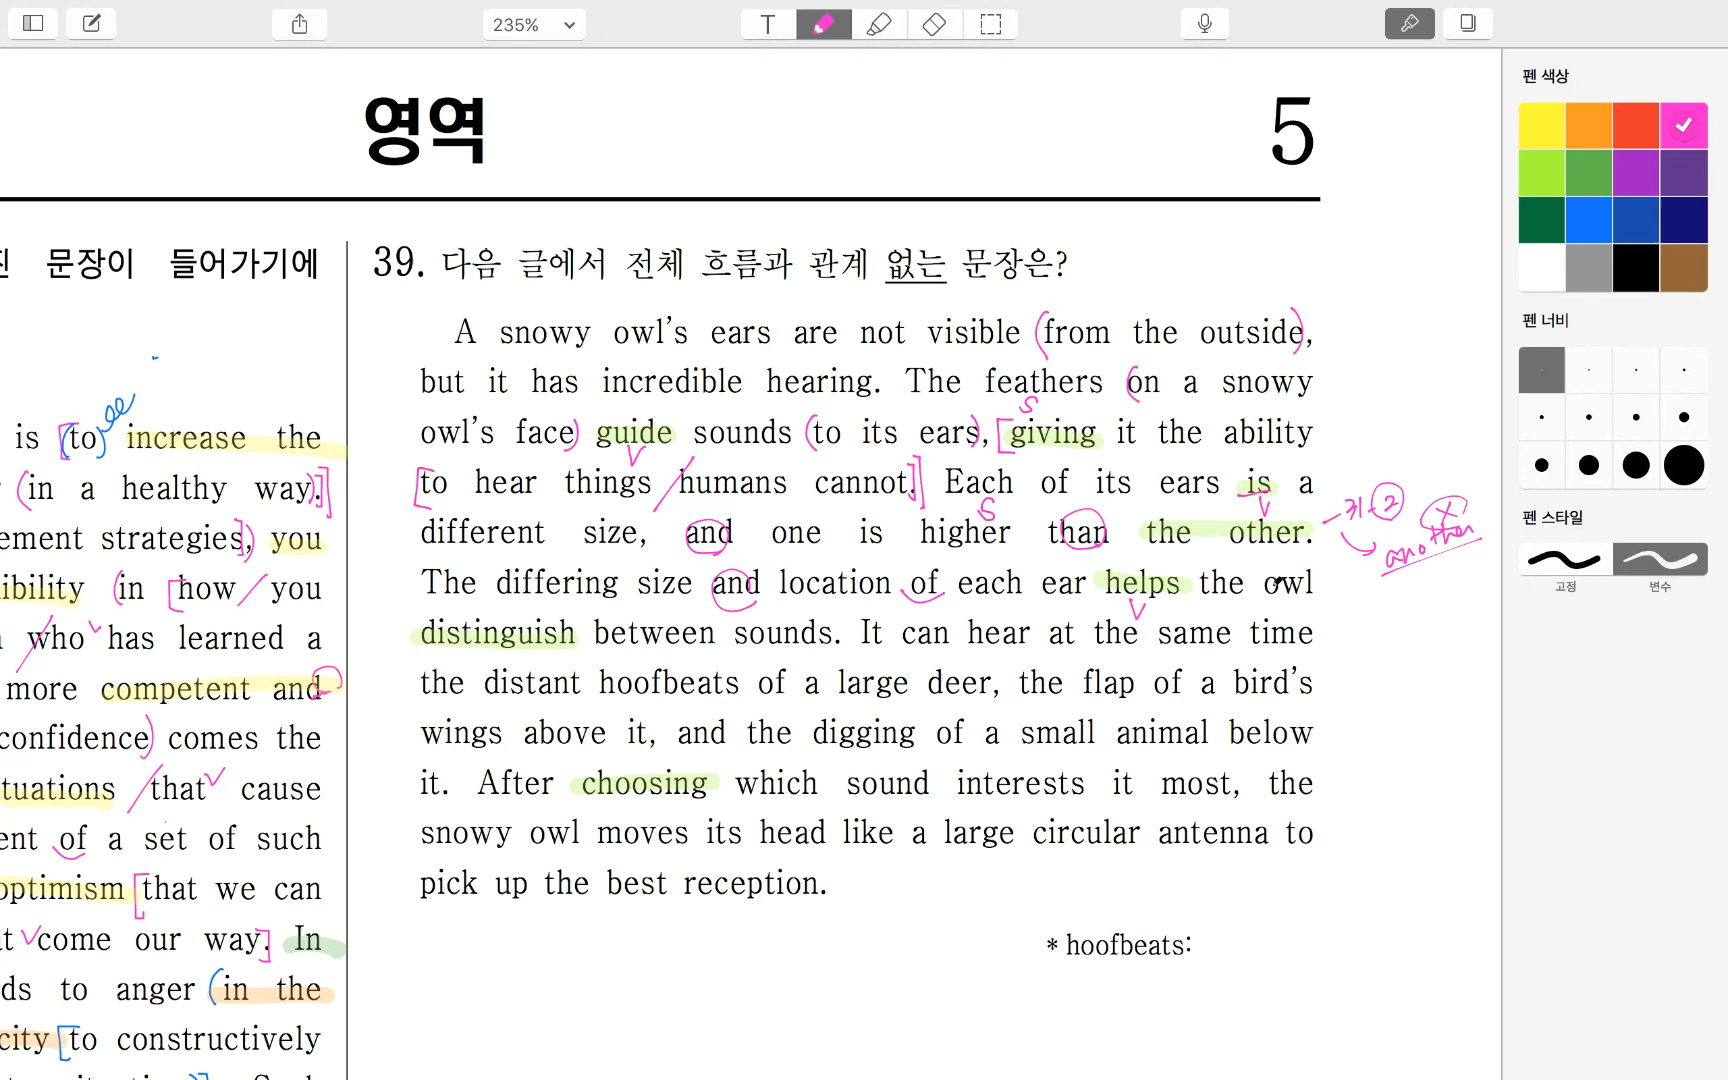 235%
T
펜 색상
펜 너비
펜 스타일
고정
변수
영역
5
문장이 들어가기에
is [(to) increase the
(in a healthy way).]]
ement strategies]), you
ibility (in [how / you
who has learned a
more competent and
confidence) comes the
tuations / that cause
ent of a set of such
optimism [that we can
at come our way.] In
ds to anger (in the
city [to constructively
39. 다음 글에서 전체 흐름과 관계 없는 문장은?
A snowy owl's ears are not visible (from the outside),
but it has incredible hearing. The feathers (on a snowy
S
owl's face) guide sounds (to its ears), [giving it the ability
V
[to hear things / humans cannot.]] Each of its ears is a
S
V
different size, and one is higher than the other.
another
The differing size and location of each ear helps the owl
V
distinguish between sounds. It can hear at the same time
the distant hoofbeats of a large deer, the flap of a bird's
wings above it, and the digging of a small animal below
it. After choosing which sound interests it most, the
snowy owl moves its head like a large circular antenna to
pick up the best reception.
* hoofbeats: